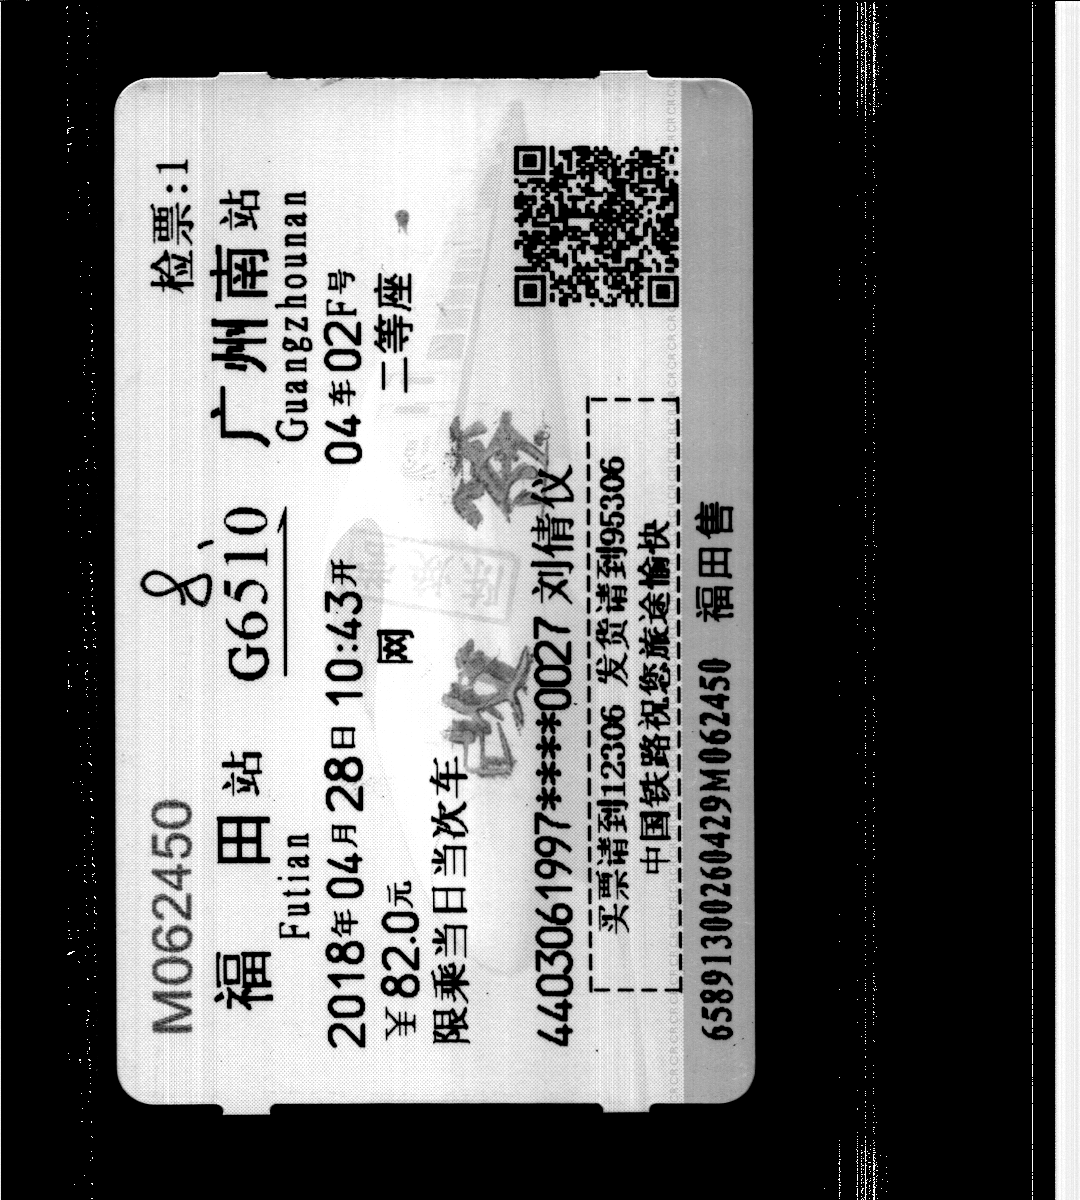 M062450 检票:1
福田站 G6510 广州南站
Futian Guangzhounan
2018年04月28日 10:43开 04车02F号
￥82.0元 网 二等座
限乘当日当次车
4403061997****0027 刘倩仪
买票请到12306 发货请到95306
中国铁路祝您旅途愉快
65891300260429M062450 福田售